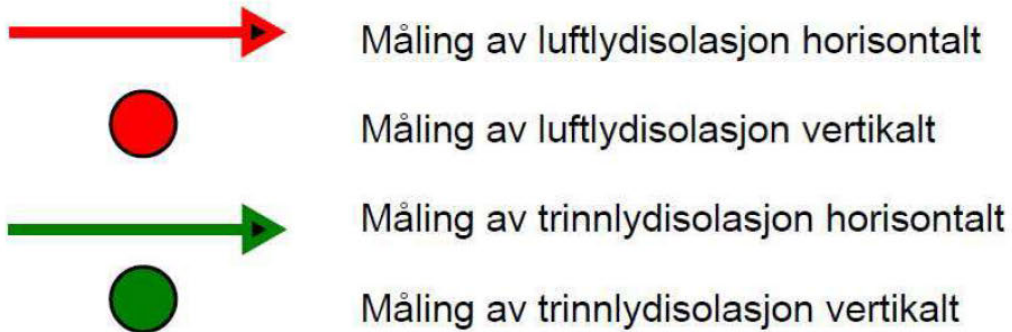 Måling av luftlydisolasjon horisontalt
Måling av luftlydisolasjon vertikalt
Måling av trinnlydisolasjon horisontalt
Måling av trinnlydisolasjon vertikalt